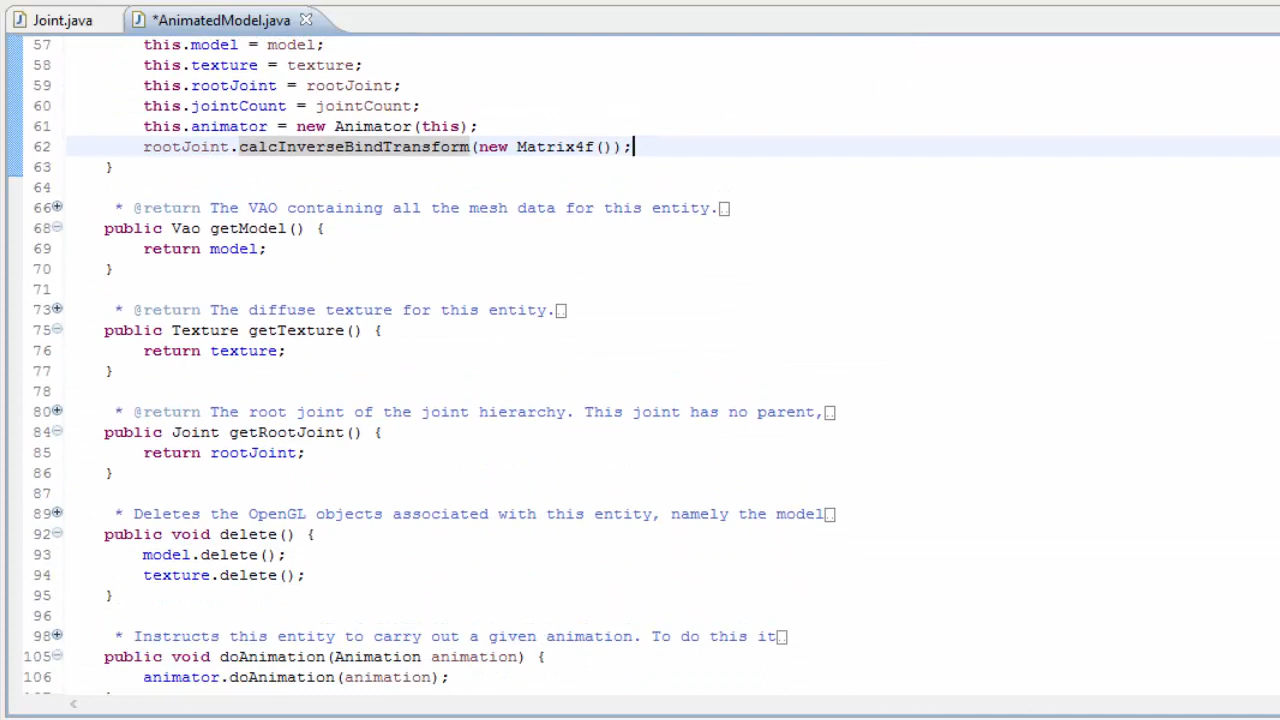 Joint.java *AnimatedModel.java
57 this.model = model;
58 this.texture = texture;
59 this.rootJoint = rootJoint;
60 this.jointCount = jointCount;
61 this.animator = new Animator(this);
62 rootJoint.calcInverseBindTransform(new Matrix4f());
63 }
64
66 * @return The VAO containing all the mesh data for this entity.
68 public Vao getModel() {
69 return model;
70 }
71
73 * @return The diffuse texture for this entity.
75 public Texture getTexture() {
76 return texture;
77 }
78
80 * @return The root joint of the joint hierarchy. This joint has no parent,
84 public Joint getRootJoint() {
85 return rootJoint;
86 }
87
89 * Deletes the OpenGL objects associated with this entity, namely the model
92 public void delete() {
93 model.delete();
94 texture.delete();
95 }
96
98 * Instructs this entity to carry out a given animation. To do this it
105 public void doAnimation(Animation animation) {
106 animator.doAnimation(animation);